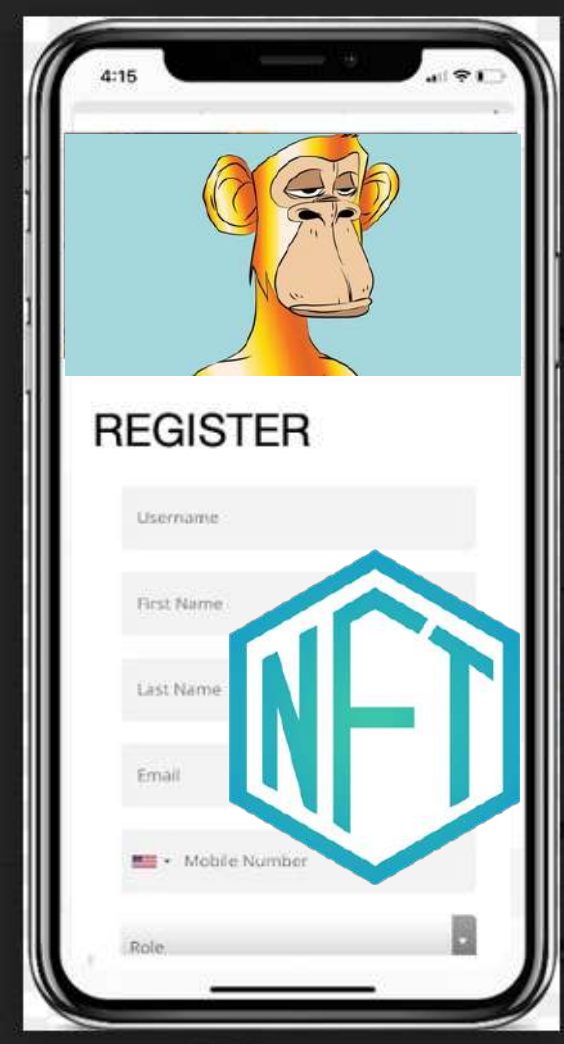 4:15
REGISTER
Username
First Name
Last Name
Email
Mobile Number
Role
NFT